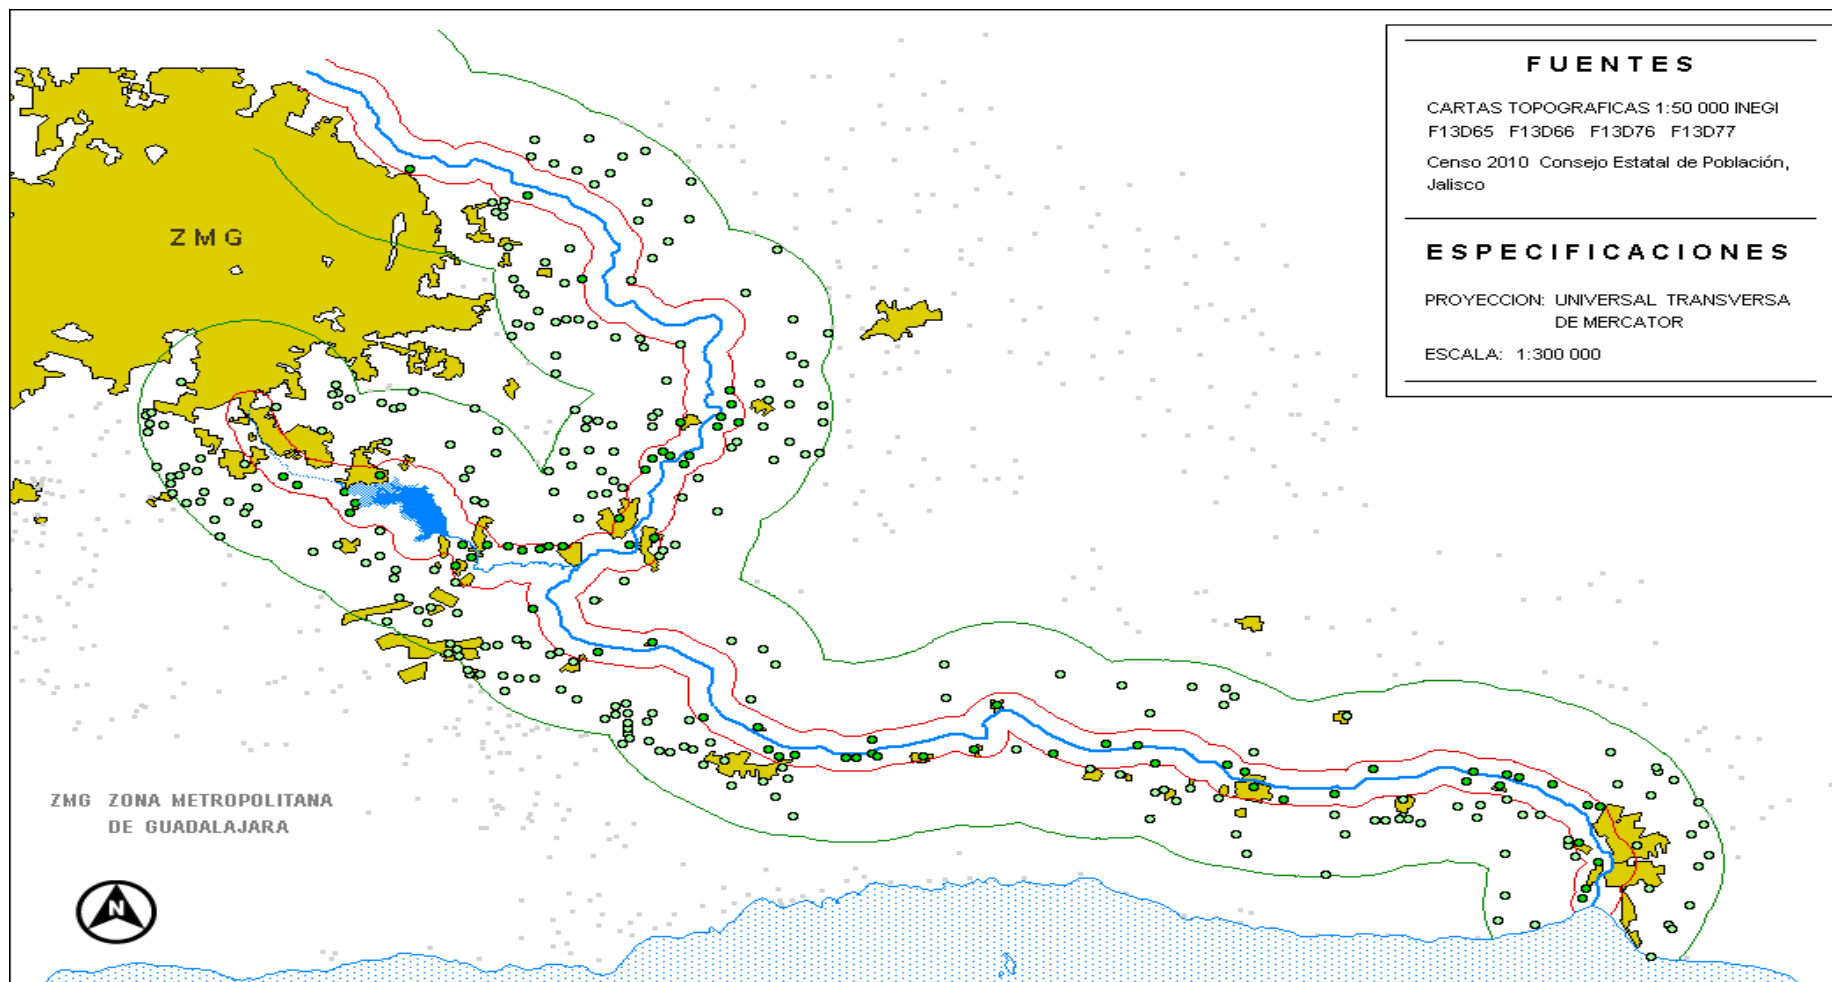 FUENTES
CARTAS TOPOGRAFICAS 1:50 000 INEGI
F13D65 F13D66 F13D76 F13D77
Censo 2010 Consejo Estatal de Población,
Jalisco
ESPECIFICACIONES
PROYECCION: UNIVERSAL TRANSVERSA
DE MERCATOR
ESCALA: 1:300 000
ZMG
ZMG ZONA METROPOLITANA
DE GUADALAJARA
N